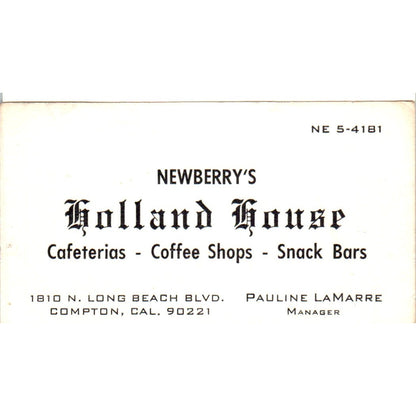 NE 5-4181
NEWBERRY'S
Holland House
Cafeterias - Coffee Shops - Snack Bars
1810 N. LONG BEACH BLVD.
COMPTON, CAL. 90221
PAULINE LAMARRE
MANAGER